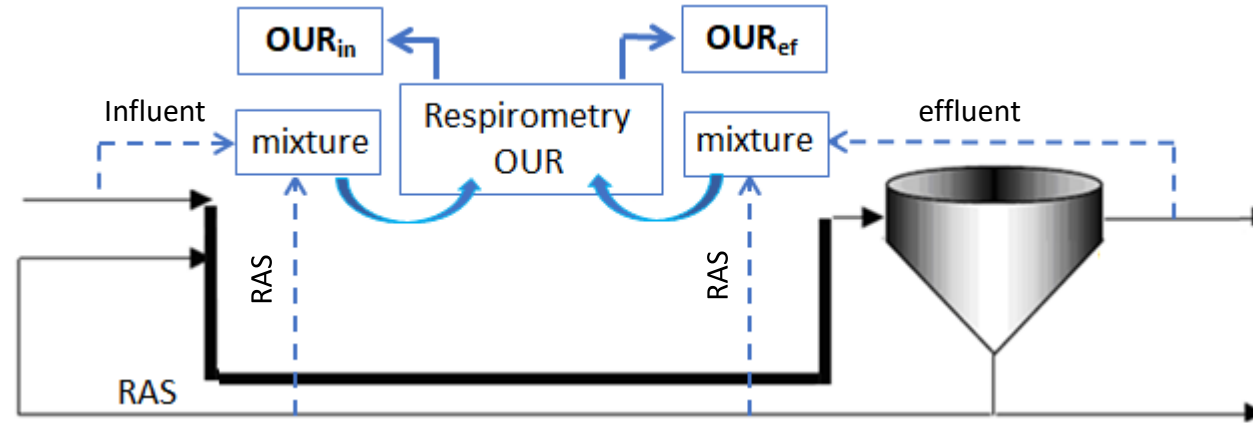 OURin
OURef
Influent
mixture
Respirometry
OUR
mixture
effluent
RAS
RAS
RAS